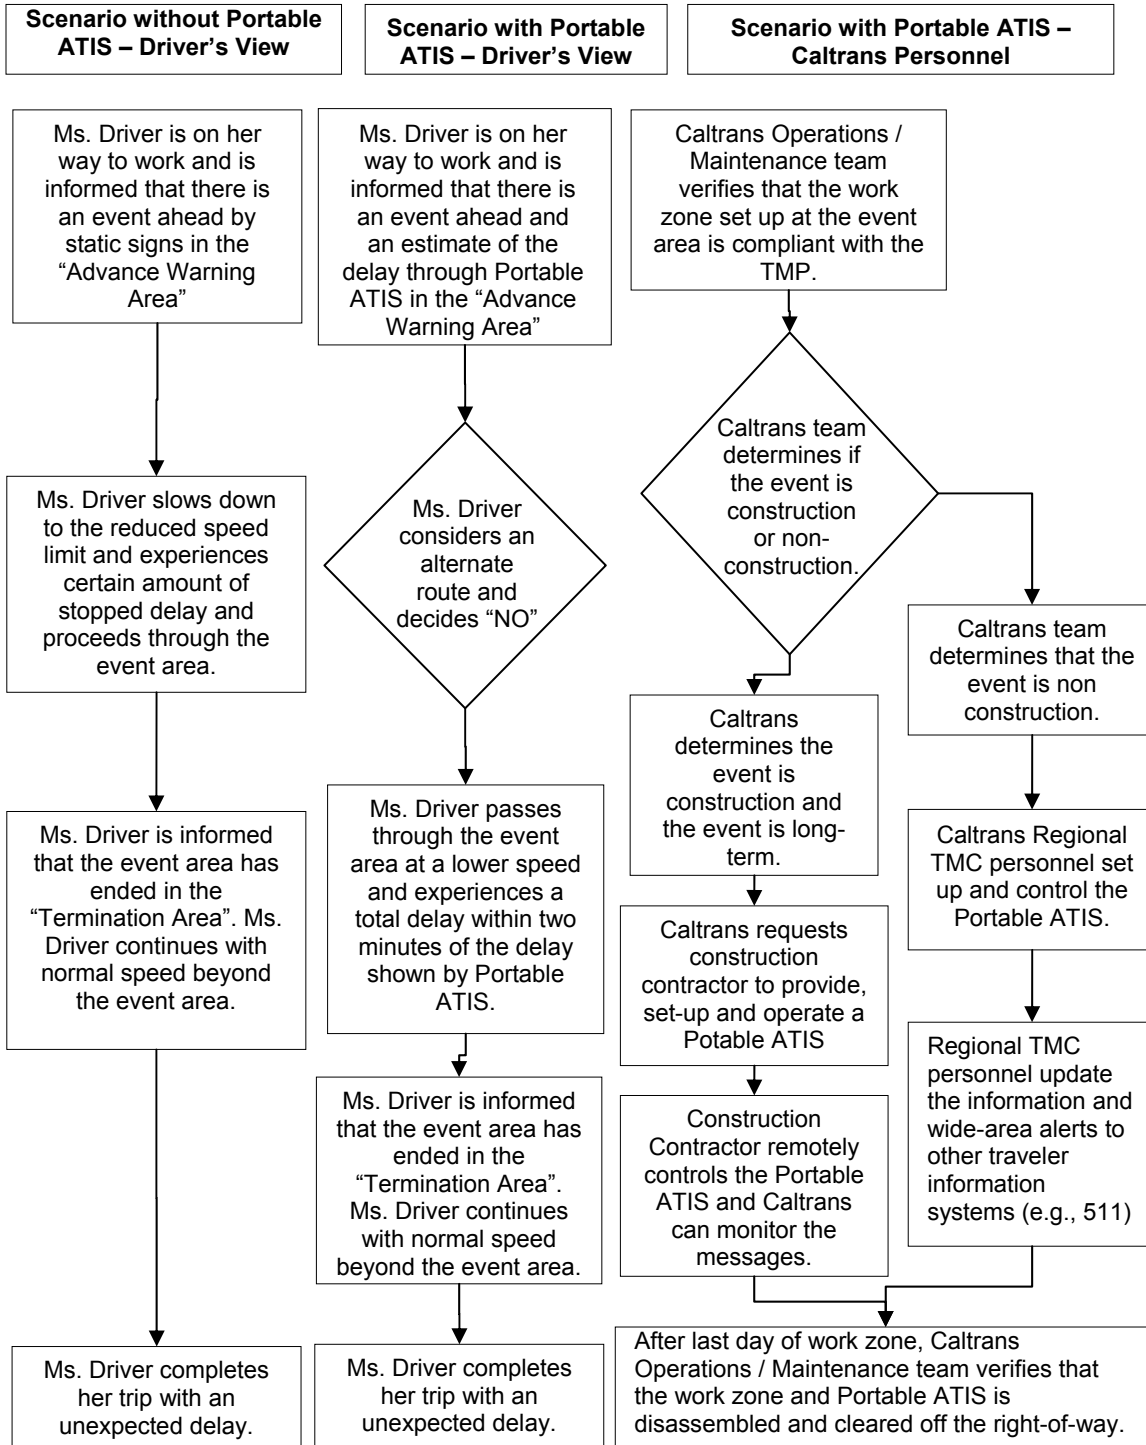 Scenario without Portable
ATIS – Driver’s View
Scenario with Portable
ATIS – Driver’s View
Scenario with Portable ATIS –
Caltrans Personnel
Ms. Driver is on her
way to work and is
informed that there is
an event ahead by
static signs in the
“Advance Warning
Area”
Ms. Driver slows down
to the reduced speed
limit and experiences
certain amount of
stopped delay and
proceeds through the
event area.
Ms. Driver is informed
that the event area has
ended in the
“Termination Area”. Ms.
Driver continues with
normal speed beyond
the event area.
Ms. Driver completes
her trip with an
unexpected delay.
Ms. Driver is on her
way to work and is
informed that there is
an event ahead and
an estimate of the
delay through Portable
ATIS in the “Advance
Warning Area”
Ms. Driver
considers an
alternate
route and
decides “NO”
Ms. Driver passes
through the event
area at a lower speed
and experiences a
total delay within two
minutes of the delay
shown by Portable
ATIS.
Ms. Driver is informed
that the event area has
ended in the
“Termination Area”.
Ms. Driver continues
with normal speed
beyond the event area.
Ms. Driver completes
her trip with an
unexpected delay.
Caltrans Operations /
Maintenance team
verifies that the work
zone set up at the event
area is compliant with the
TMP.
Caltrans team
determines if
the event is
construction
or non-
construction.
Caltrans
determines the
event is
construction and
the event is long-
term.
Caltrans requests
construction
contractor to provide,
set-up and operate a
Potable ATIS
Construction
Contractor remotely
controls the Portable
ATIS and Caltrans
can monitor the
messages.
Caltrans team
determines that the
event is non
construction.
Caltrans Regional
TMC personnel set
up and control the
Portable ATIS.
Regional TMC
personnel update
the information and
wide-area alerts to
other traveler
information
systems (e.g., 511)
After last day of work zone, Caltrans
Operations / Maintenance team verifies that
the work zone and Portable ATIS is
disassembled and cleared off the right-of-way.